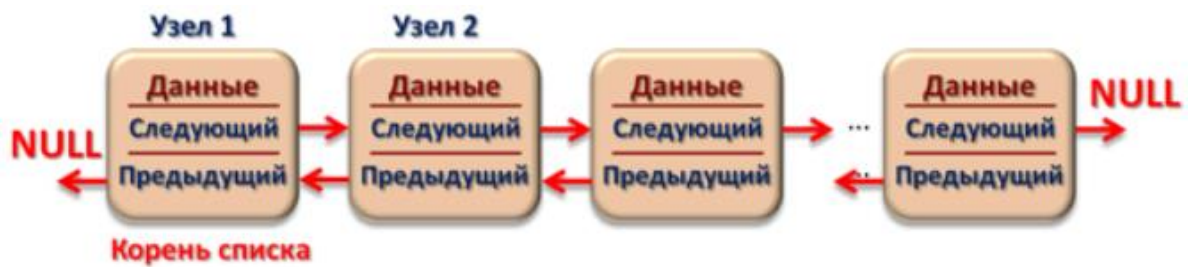 Узел 1 Узел 2
Данные Данные Данные Данные NULL
Следующий Следующий Следующий ... Следующий
NULL
Предыдущий Предыдущий Предыдущий ... Предыдущий
Корень списка